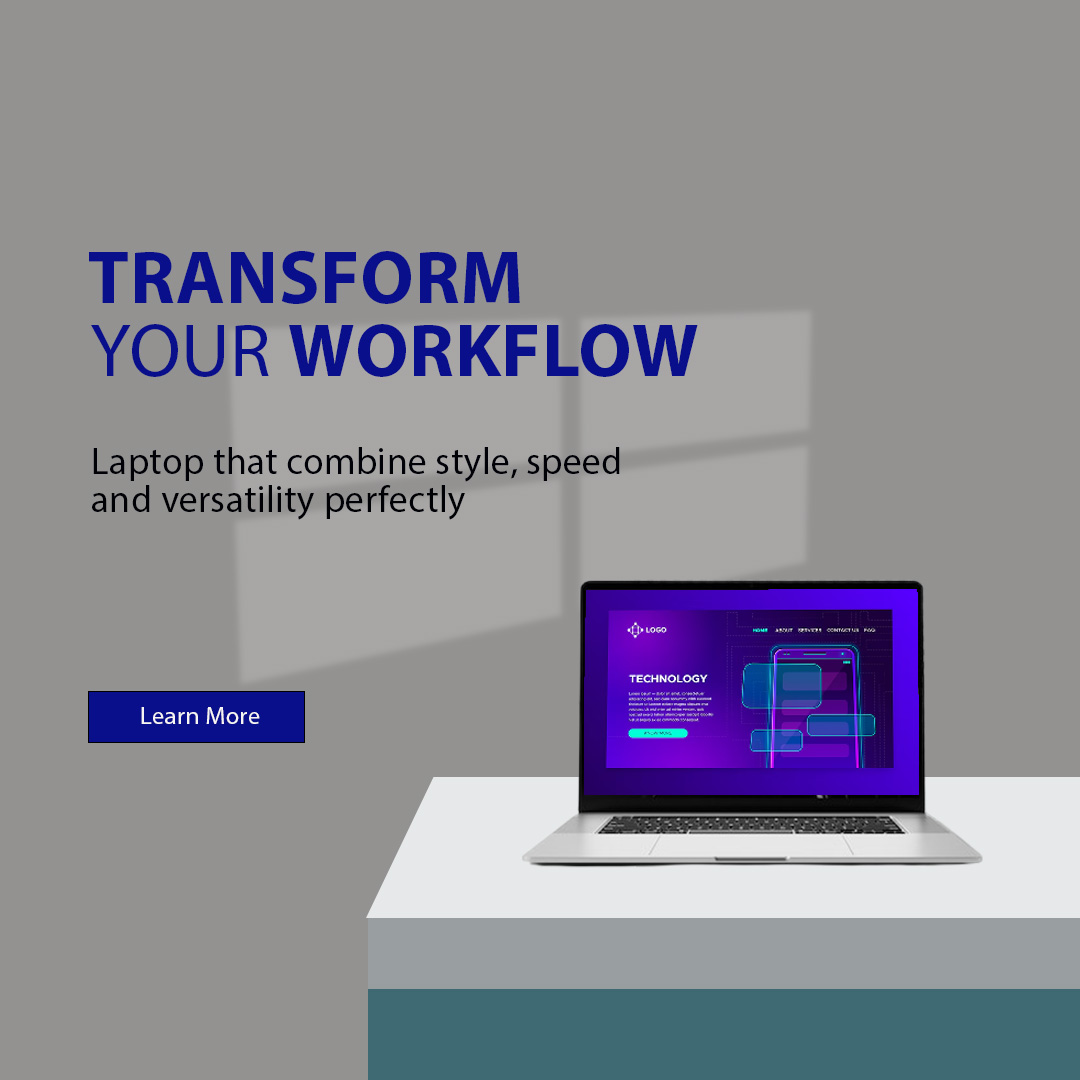 TRANSFORM
YOUR WORKFLOW
Laptop that combine style, speed
and versatility perfectly
Learn More
LOGO
HOME ABOUT SERVICES CONTACT US FAQ
TECHNOLOGY